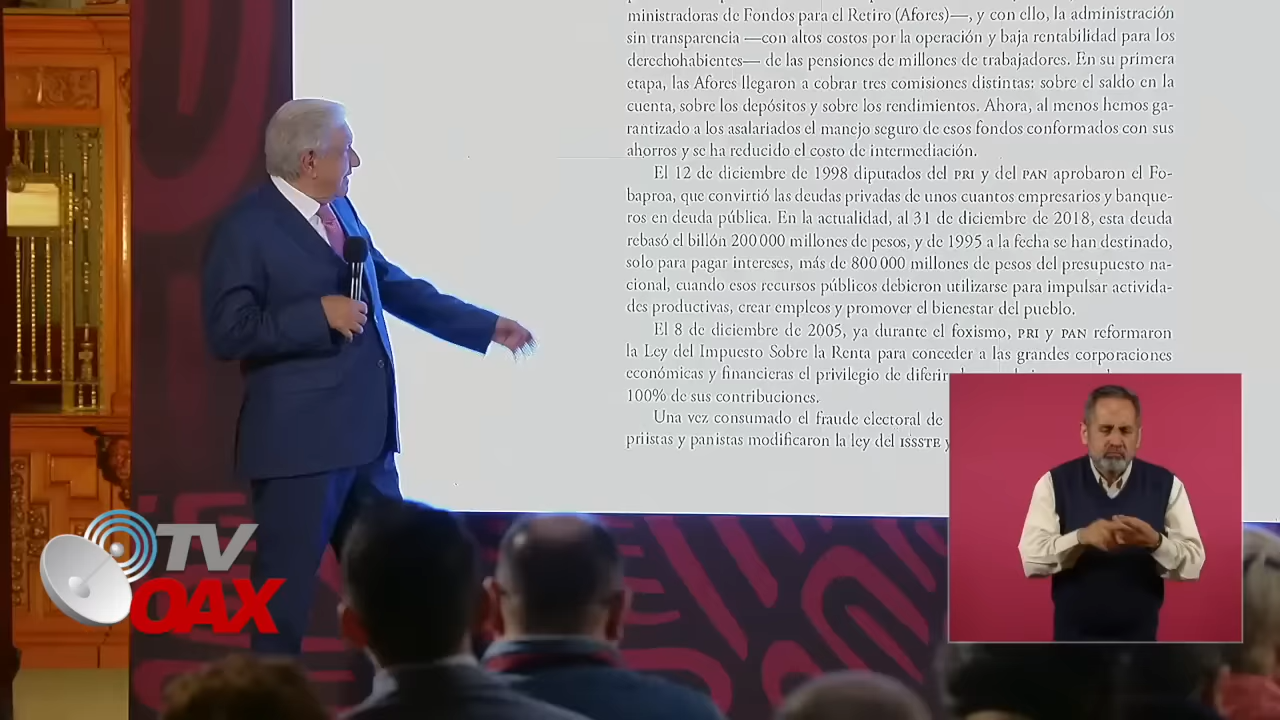 ministradoras de Fondos para el Retiro (Afores)—, y con ello, la administración
sin transparencia —con altos costos por la operación y baja rentabilidad para los
derechohabientes— de las pensiones de millones de trabajadores. En su primera
etapa, las Afores llegaron a cobrar tres comisiones distintas: sobre el saldo en la
cuenta, sobre los depósitos y sobre los rendimientos. Ahora, al menos hemos ga-
rantizado a los asalariados el manejo seguro de esos fondos conformados con sus
ahorros y se ha reducido el costo de intermediación.
El 12 de diciembre de 1998 diputados del PRI y del PAN aprobaron el Fo-
baproa, que convirtió las deudas privadas de unos cuantos empresarios y banque-
ros en deuda pública. En la actualidad, al 31 de diciembre de 2018, esta deuda
rebasó el billón 200 000 millones de pesos, y de 1995 a la fecha se han destinado,
solo para pagar intereses, más de 800 000 millones de pesos del presupuesto na-
cional, cuando esos recursos públicos debieron utilizarse para impulsar activida-
des productivas, crear empleos y promover el bienestar del pueblo.
El 8 de diciembre de 2005, ya durante el foxismo, PRI y PAN reformaron
la Ley del Impuesto Sobre la Renta para conceder a las grandes corporaciones
económicas y financieras el privilegio de diferir
100% de sus contribuciones.
Una vez consumado el fraude electoral de
priistas y panistas modificaron la ley del ISSSTE y
TV
OAX